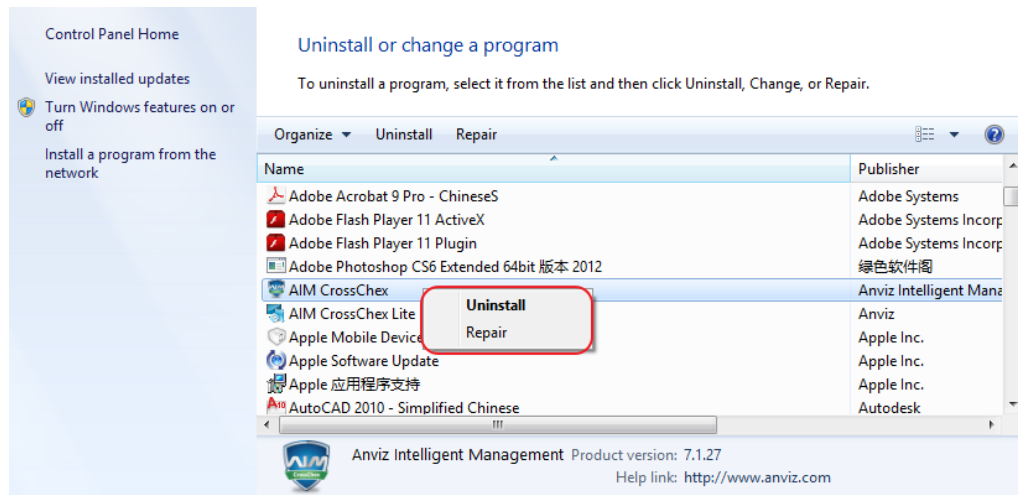 Control Panel Home
View installed updates
Turn Windows features on or
off
Install a program from the
network
Uninstall or change a program
To uninstall a program, select it from the list and then click Uninstall, Change, or Repair.
Organize Uninstall Repair
Name Publisher
Adobe Acrobat 9 Pro - ChineseS Adobe Systems
Adobe Flash Player 11 ActiveX Adobe Systems Incorp
Adobe Flash Player 11 Plugin Adobe Systems Incorp
Adobe Photoshop CS6 Extended 64bit 版本 2012 绿色软件阁
AIM CrossChex Anviz Intelligent Mana
Uninstall
AIM CrossChex Lite Anviz
Repair
Apple Mobile Device Apple Inc.
Apple Software Update Apple Inc.
Apple 应用程序支持 Apple Inc.
AutoCAD 2010 - Simplified Chinese Autodesk
AIM
CrossChex
Anviz Intelligent Management Product version: 7.1.27
Help link: http://www.anviz.com